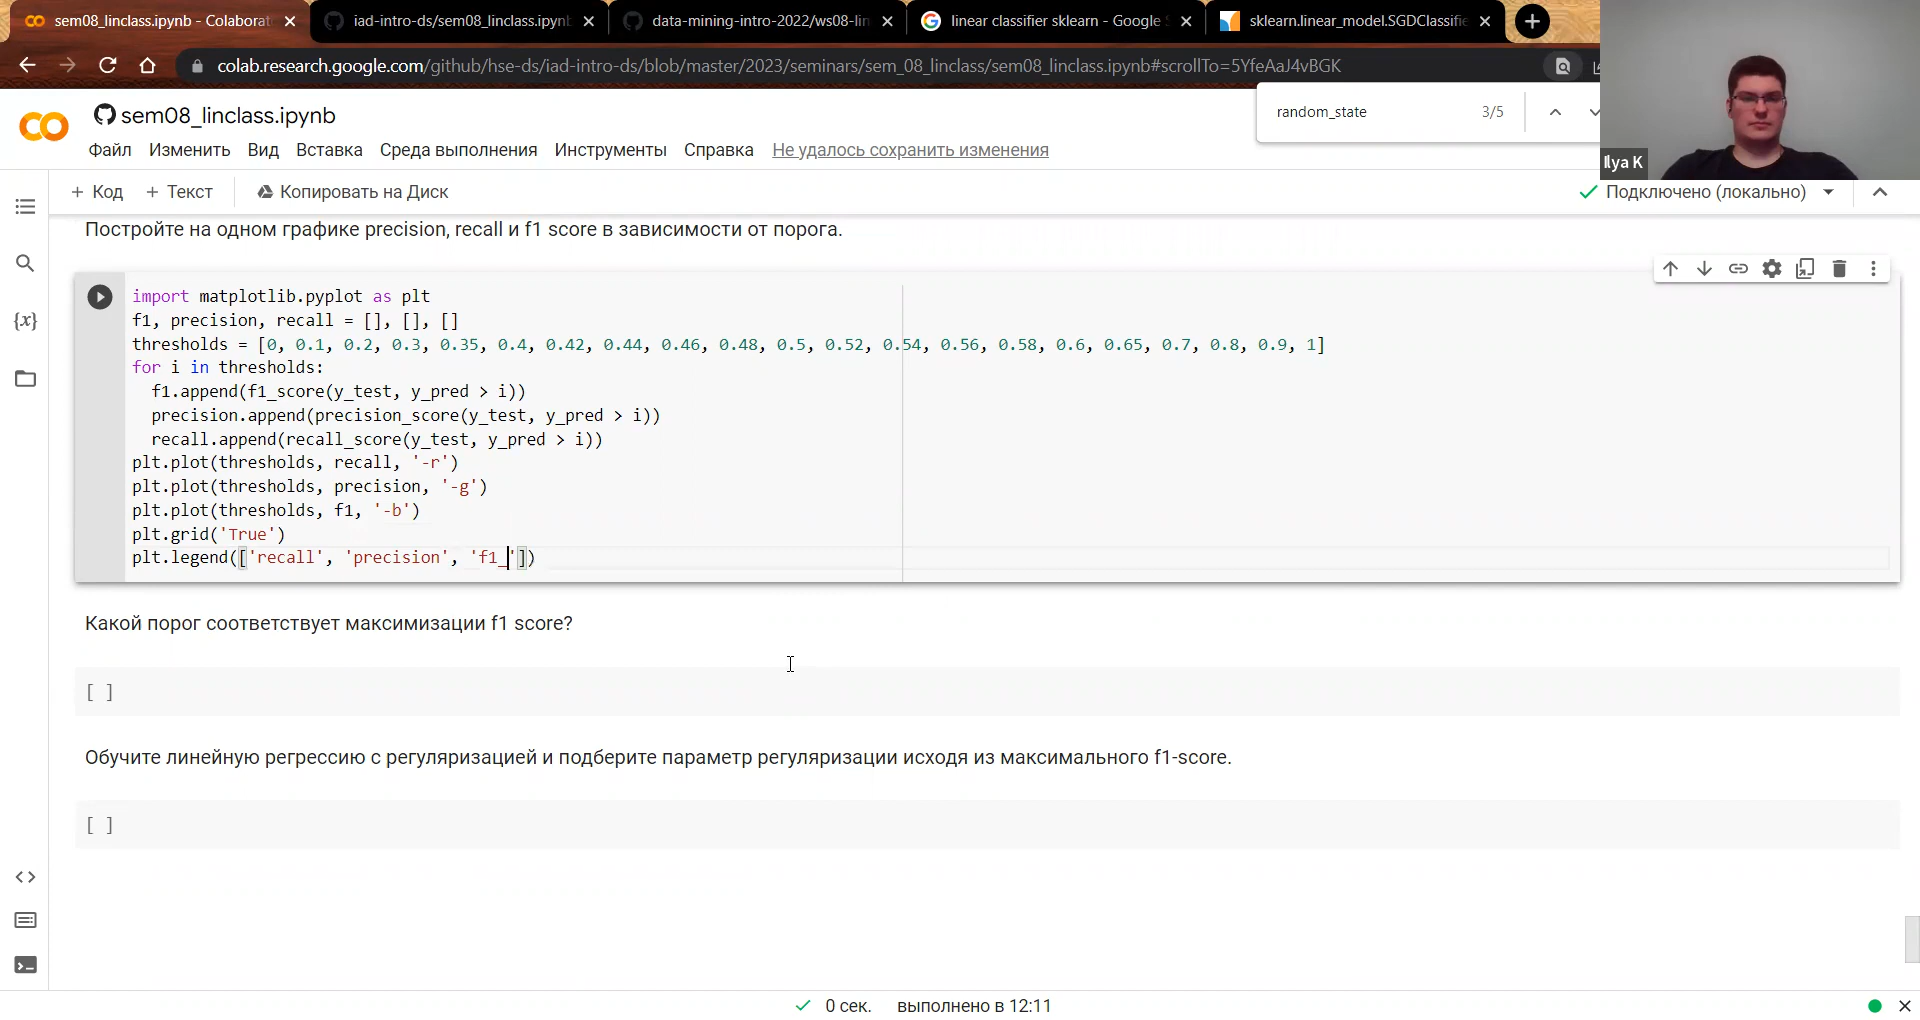 sem08_linclass.ipynb - Colaborat
iad-intro-ds/sem08_linclass.ipynb
data-mining-intro-2022/ws08-lin
linear classifier sklearn - Google S
sklearn.linear_model.SGDClassifie
colab.research.google.com/github/hse-ds/iad-intro-ds/blob/master/2023/seminars/sem_08_linclass/sem08_linclass.ipynb#scrollTo=5YfeAaJ4vBGK
sem08_linclass.ipynb
random_state 3/5
Файл Изменить Вид Вставка Среда выполнения Инструменты Справка Не удалось сохранить изменения
Ilya K
+ Код + Текст Копировать на Диск
Подключено (локально)
Постройте на одном графике precision, recall и f1 score в зависимости от порога.
{x}
import matplotlib.pyplot as plt
f1, precision, recall = [], [], []
thresholds = [0, 0.1, 0.2, 0.3, 0.35, 0.4, 0.42, 0.44, 0.46, 0.48, 0.5, 0.52, 0.54, 0.56, 0.58, 0.6, 0.65, 0.7, 0.8, 0.9, 1]
for i in thresholds:
f1.append(f1_score(y_test, y_pred > i))
precision.append(precision_score(y_test, y_pred > i))
recall.append(recall_score(y_test, y_pred > i))
plt.plot(thresholds, recall, '-r')
plt.plot(thresholds, precision, '-g')
plt.plot(thresholds, f1, '-b')
plt.grid('True')
plt.legend(['recall', 'precision', 'f1_'])
Какой порог соответствует максимизации f1 score?
[ ]
Обучите линейную регрессию с регуляризацией и подберите параметр регуляризации исходя из максимального f1-score.
[ ]
0 сек. выполнено в 12:11